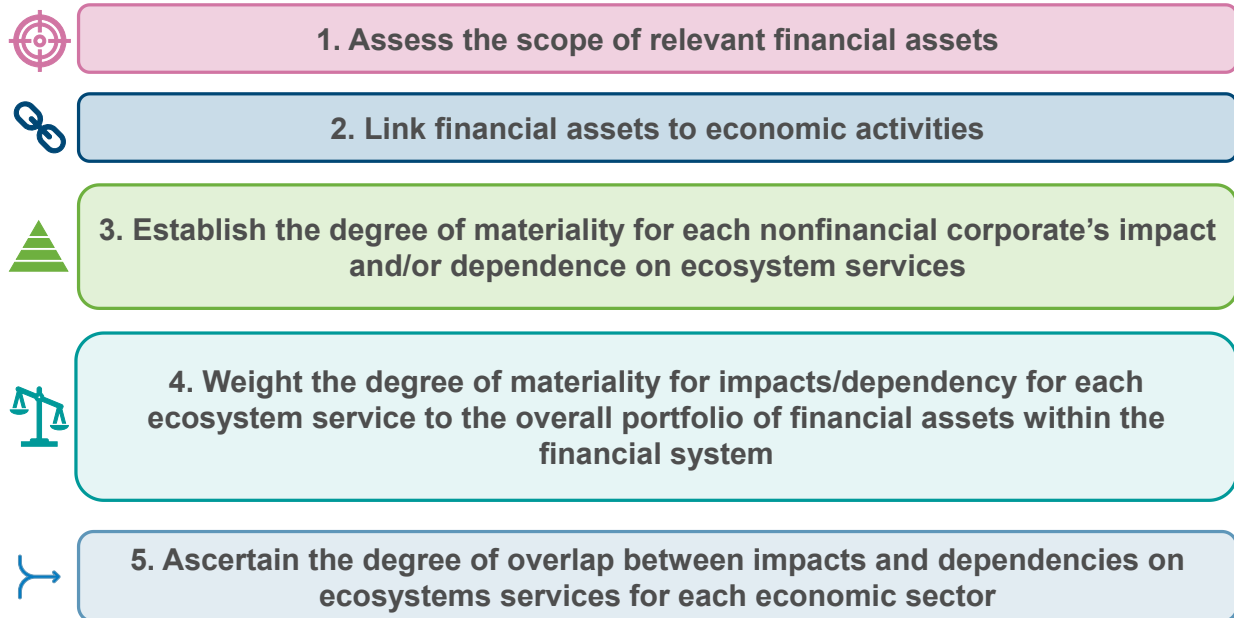 1. Assess the scope of relevant financial assets
2. Link financial assets to economic activities
3. Establish the degree of materiality for each nonfinancial corporate’s impact
and/or dependence on ecosystem services
4. Weight the degree of materiality for impacts/dependency for each
ecosystem service to the overall portfolio of financial assets within the
financial system
5. Ascertain the degree of overlap between impacts and dependencies on
ecosystems services for each economic sector